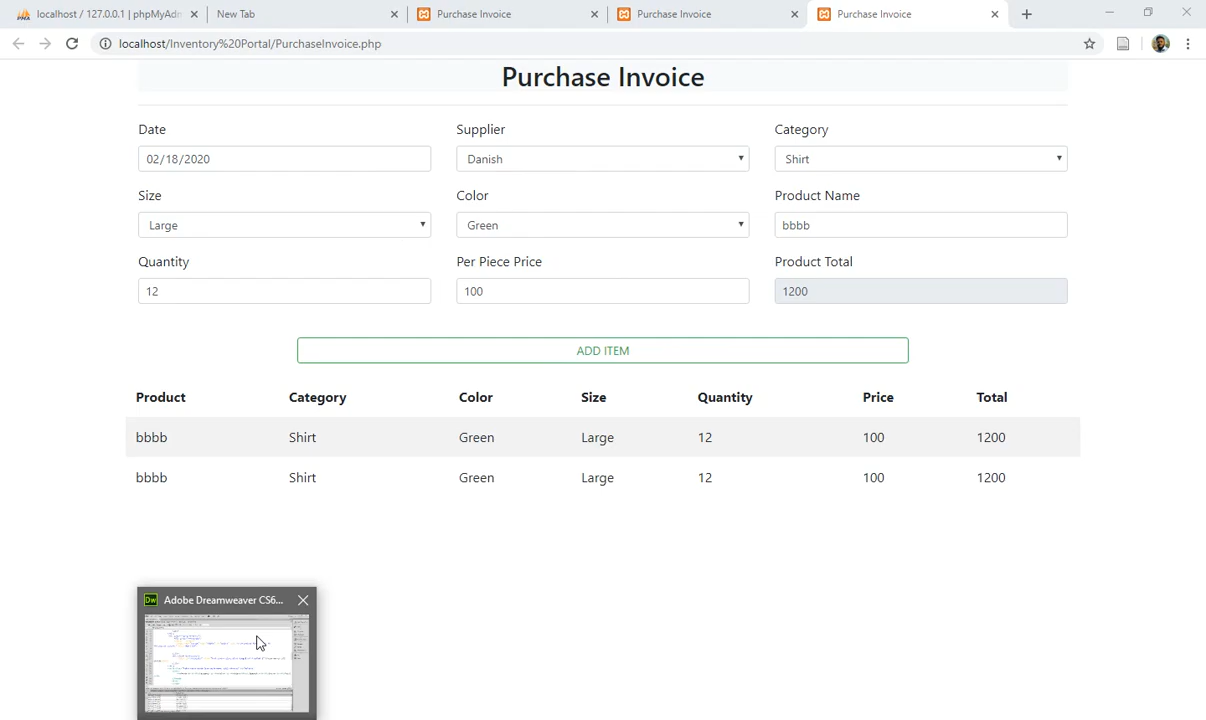 localhost / 127.0.0.1 | phpMyAdm
New Tab
Purchase Invoice
Purchase Invoice
Purchase Invoice
localhost/Inventory%20Portal/PurchaseInvoice.php
Purchase Invoice
Date Supplier Category
02/18/2020 Danish Shirt
Size Color Product Name
Large Green bbbb
Quantity Per Piece Price Product Total
12 100 1200
ADD ITEM
Product Category Color Size Quantity Price Total
bbbb Shirt Green Large 12 100 1200
bbbb Shirt Green Large 12 100 1200
Dw Adobe Dreamweaver CS6...